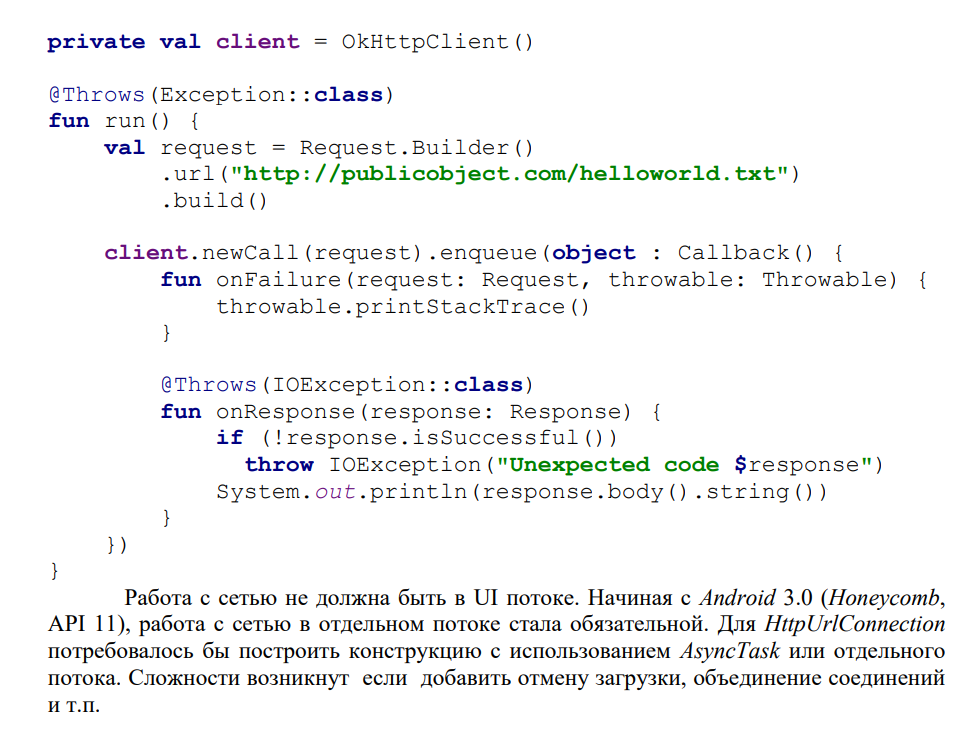 private val client = OkHttpClient()
@Throws(Exception::class)
fun run() {
    val request = Request.Builder()
        .url("http://publicobject.com/helloworld.txt")
        .build()
    client.newCall(request).enqueue(object : Callback() {
        fun onFailure(request: Request, throwable: Throwable) {
            throwable.printStackTrace()
        }
        @Throws(IOException::class)
        fun onResponse(response: Response) {
            if (!response.isSuccessful())
              throw IOException("Unexpected code $response")
            System.out.println(response.body().string())
        }
    })
}
Работа с сетью не должна быть в UI потоке. Начиная с Android 3.0 (Honeycomb,
API 11), работа с сетью в отдельном потоке стала обязательной. Для HttpUrlConnection
потребовалось бы построить конструкцию с использованием AsyncTask или отдельного
потока. Сложности возникнут если добавить отмену загрузки, объединение соединений
и т.п.